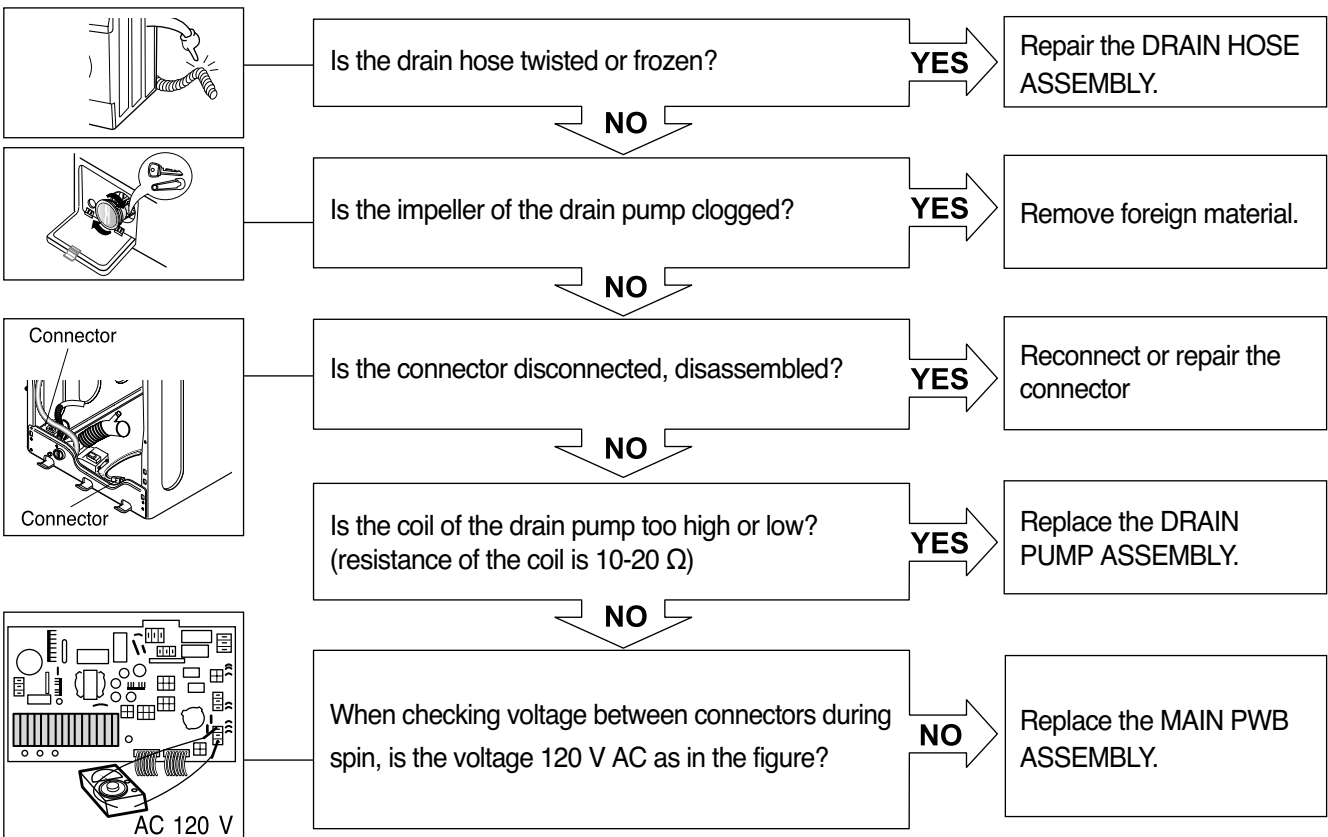 Is the drain hose twisted or frozen?
YES
Repair the DRAIN HOSE
ASSEMBLY.
NO
Is the impeller of the drain pump clogged?
YES
Remove foreign material.
NO
Connector
Connector
Is the connector disconnected, disassembled?
YES
Reconnect or repair the
connector
NO
Is the coil of the drain pump too high or low?
(resistance of the coil is 10-20 Ω)
YES
Replace the DRAIN
PUMP ASSEMBLY.
NO
AC 120 V
When checking voltage between connectors during
spin, is the voltage 120 V AC as in the figure?
NO
Replace the MAIN PWB
ASSEMBLY.